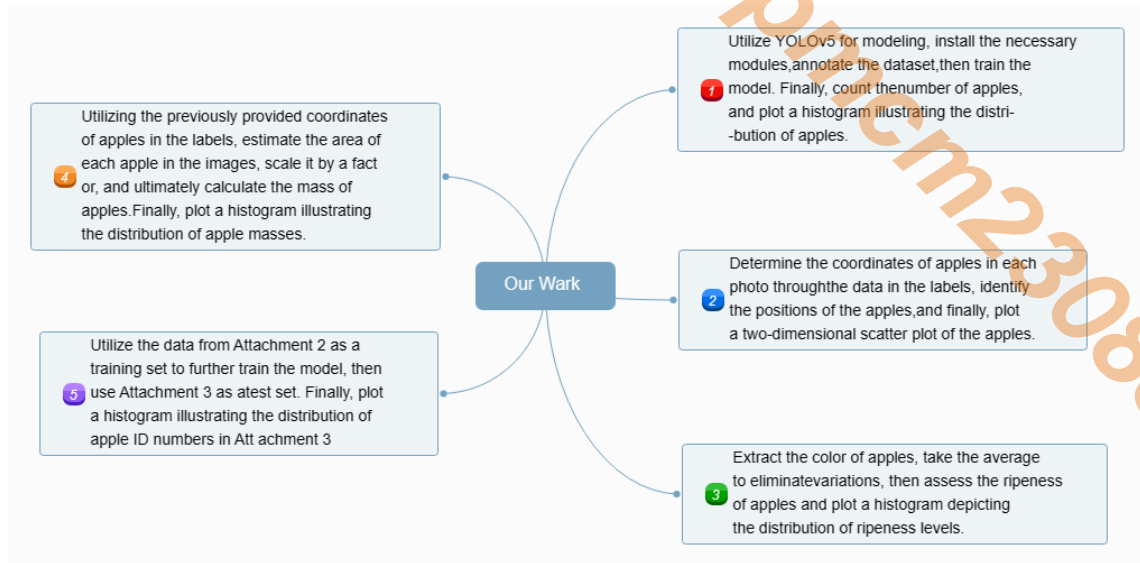 Our Wark
1
Utilize YOLOv5 for modeling, install the necessary
modules,annotate the dataset,then train the
model. Finally, count thenumber of apples,
and plot a histogram illustrating the distri-
-bution of apples.
2
Determine the coordinates of apples in each
photo throughthe data in the labels, identify
the positions of the apples,and finally, plot
a two-dimensional scatter plot of the apples.
3
Extract the color of apples, take the average
to eliminatevariations, then assess the ripeness
of apples and plot a histogram depicting
the distribution of ripeness levels.
4
Utilizing the previously provided coordinates
of apples in the labels, estimate the area of
each apple in the images, scale it by a fact
or, and ultimately calculate the mass of
apples.Finally, plot a histogram illustrating
the distribution of apple masses.
5
Utilize the data from Attachment 2 as a
training set to further train the model, then
use Attachment 3 as atest set. Finally, plot
a histogram illustrating the distribution of
apple ID numbers in Att achment 3